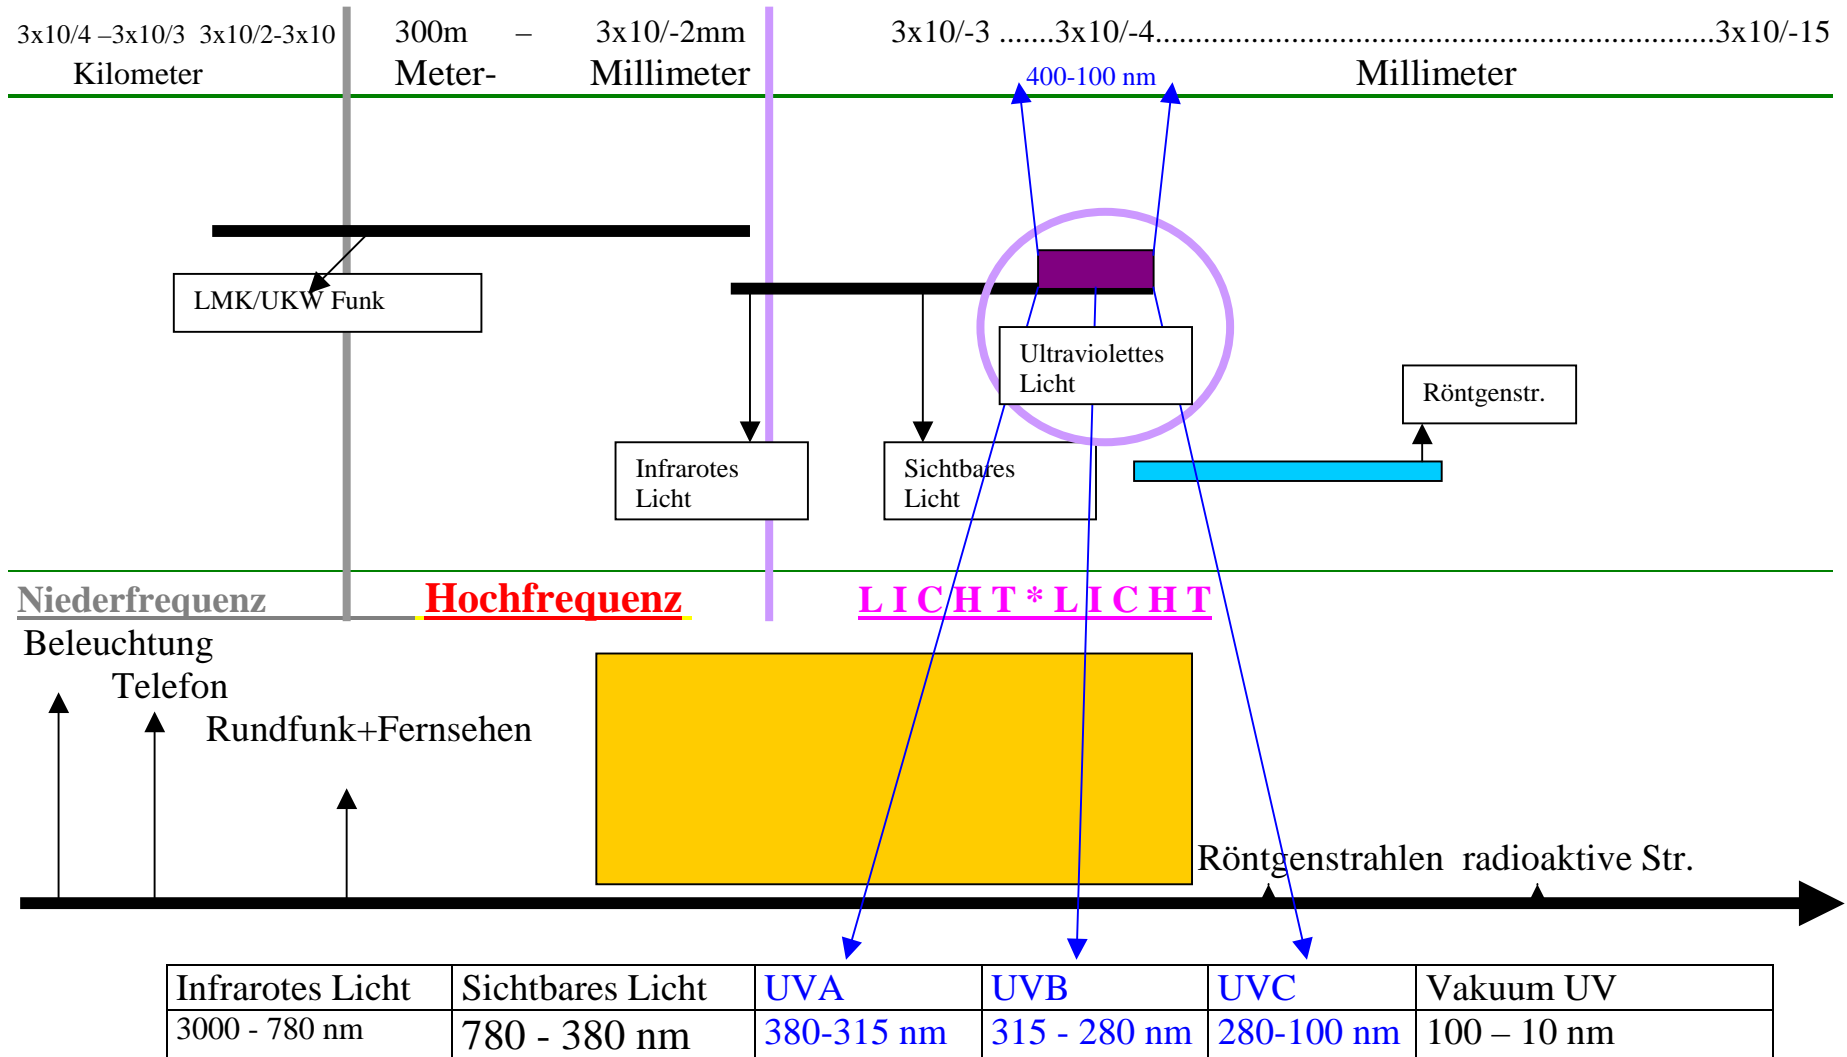 3x10/4 –3x10/3 3x10/2-3x10 300m – 3x10/-2mm 3x10/-3 .......3x10/-4.....................................................................................3x10/-15
Kilometer Meter- Millimeter 400-100 nm Millimeter
LMK/UKW Funk
Ultraviolettes
Licht
Röntgenstr.
Infrarotes
Licht
Sichtbares
Licht
Niederfrequenz Hochfrequenz L I C H T * L I C H T
Beleuchtung
Telefon
Rundfunk+Fernsehen
Röntgenstrahlen radioaktive Str.
Infrarotes Licht Sichtbares Licht UVA UVB UVC Vakuum UV
3000 - 780 nm 780 - 380 nm 380-315 nm 315 - 280 nm 280-100 nm 100 – 10 nm